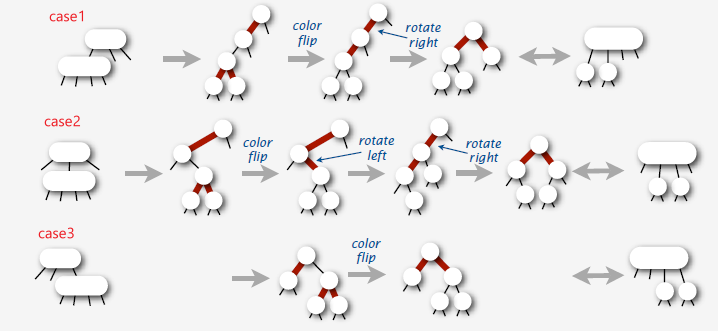 case1
color
flip
rotate
right
case2
color
flip
rotate
left
rotate
right
case3
color
flip